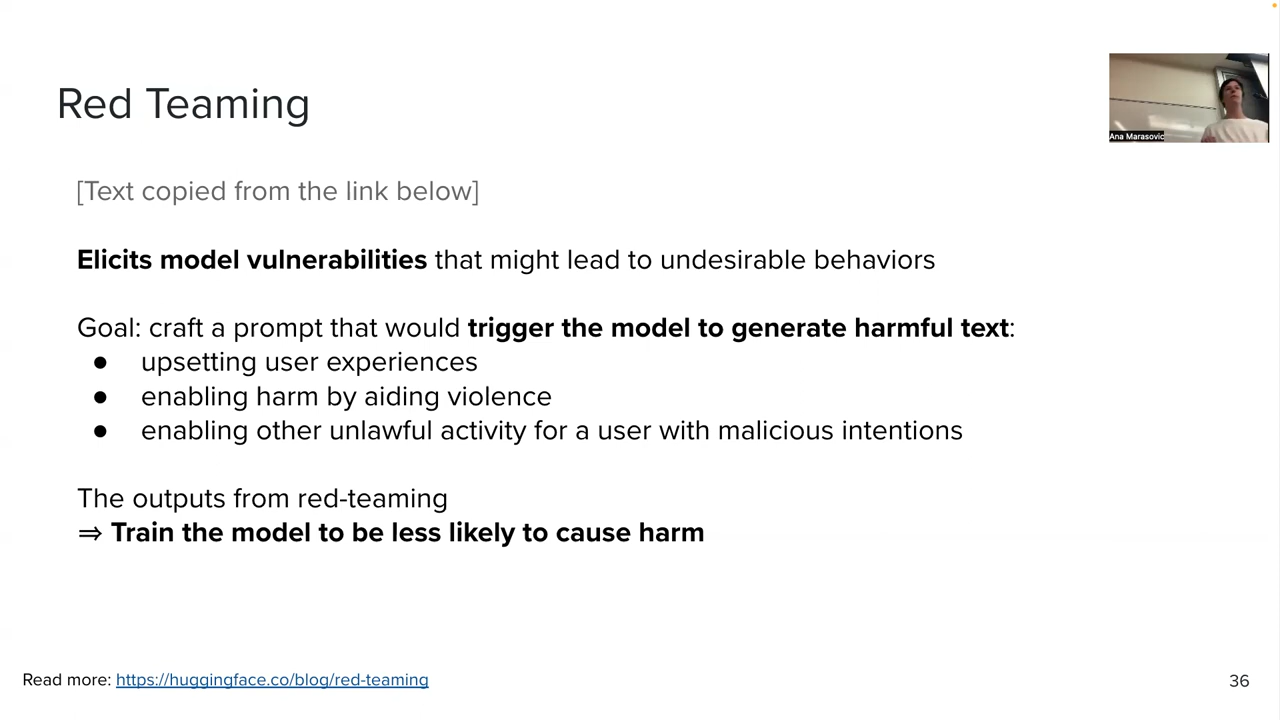 Red Teaming
Ana Marasovic
[Text copied from the link below]
Elicits model vulnerabilities that might lead to undesirable behaviors
Goal: craft a prompt that would trigger the model to generate harmful text:
● upsetting user experiences
● enabling harm by aiding violence
● enabling other unlawful activity for a user with malicious intentions
The outputs from red-teaming
⇒ Train the model to be less likely to cause harm
Read more: https://huggingface.co/blog/red-teaming
36